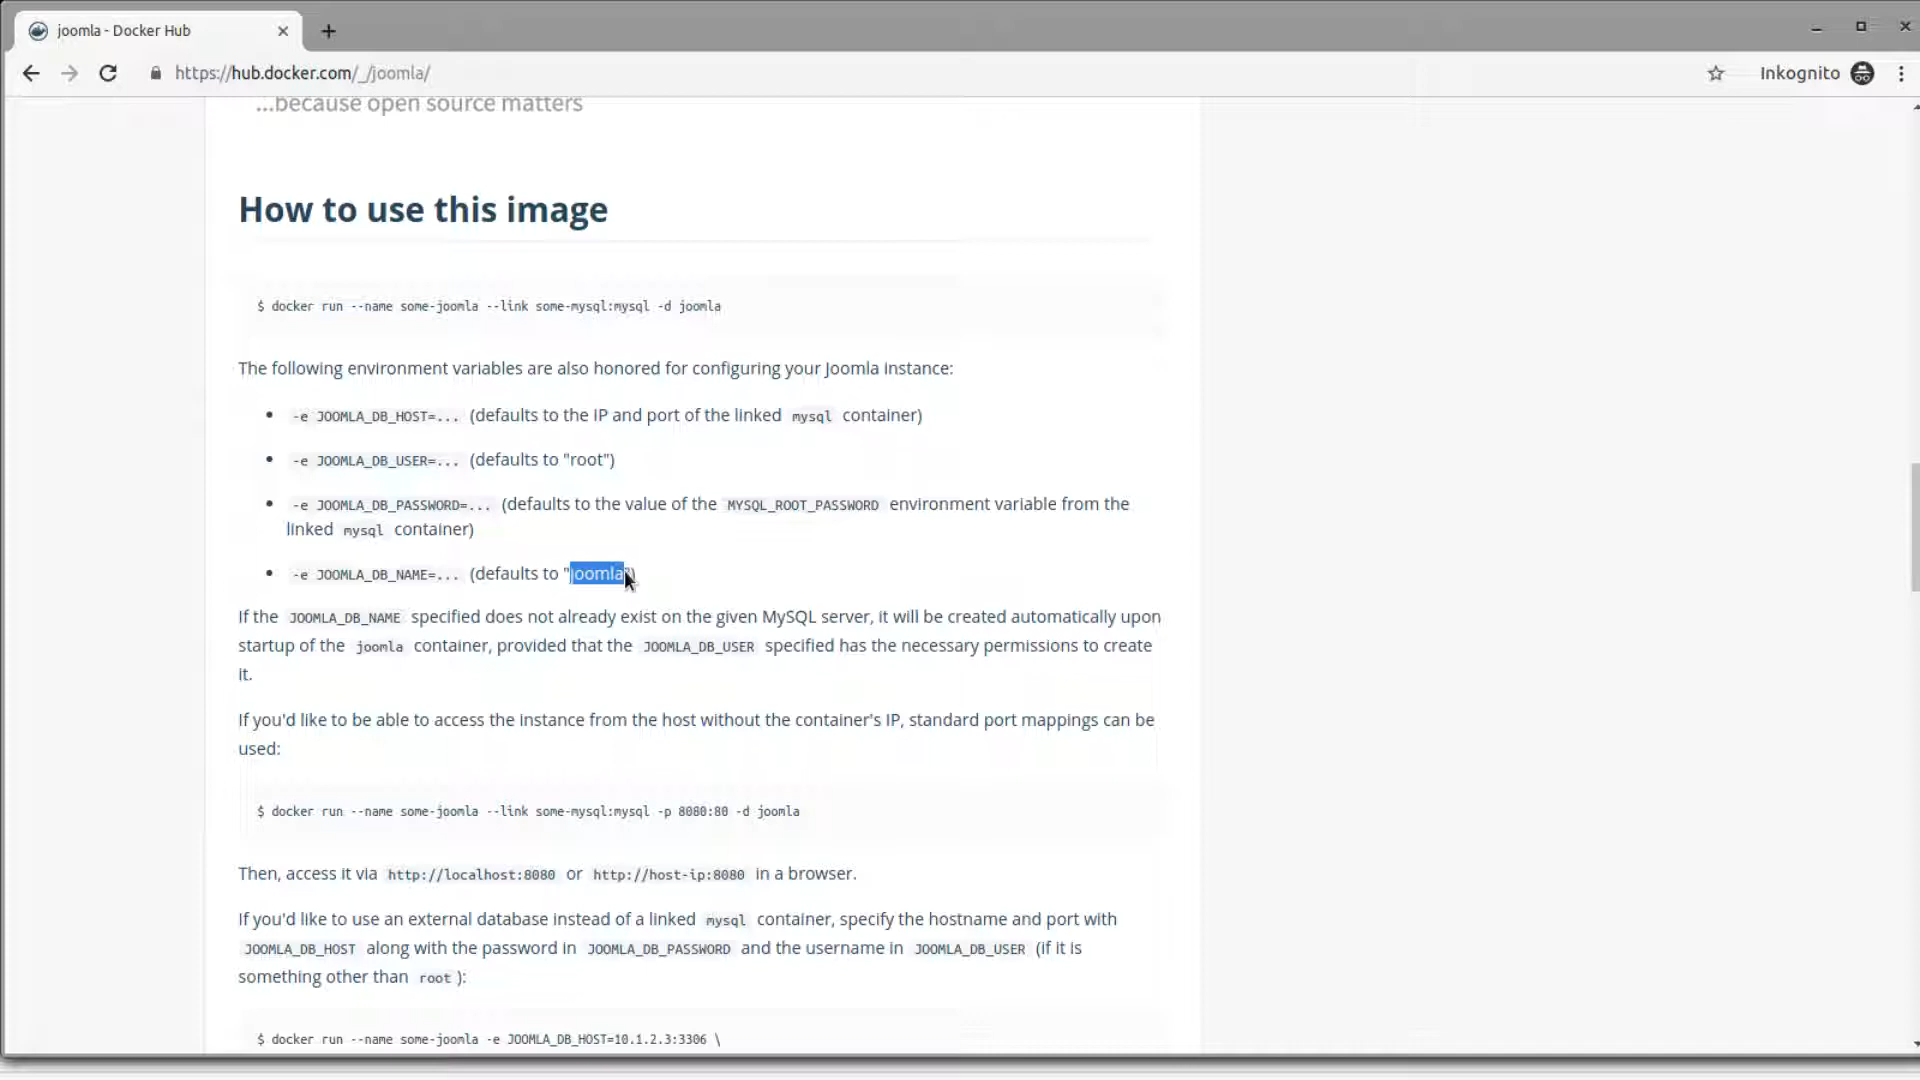 joomla - Docker Hub
https://hub.docker.com/_/joomla/
Inkognito
...because open source matters
How to use this image
$ docker run --name some-joomla --link some-mysql:mysql -d joomla
The following environment variables are also honored for configuring your Joomla instance:
• -e JOOMLA_DB_HOST=... (defaults to the IP and port of the linked mysql container)
• -e JOOMLA_DB_USER=... (defaults to "root")
• -e JOOMLA_DB_PASSWORD=... (defaults to the value of the MYSQL_ROOT_PASSWORD environment variable from the
linked mysql container)
• -e JOOMLA_DB_NAME=... (defaults to "joomla")
If the JOOMLA_DB_NAME specified does not already exist on the given MySQL server, it will be created automatically upon
startup of the joomla container, provided that the JOOMLA_DB_USER specified has the necessary permissions to create
it.
If you'd like to be able to access the instance from the host without the container's IP, standard port mappings can be
used:
$ docker run --name some-joomla --link some-mysql:mysql -p 8080:80 -d joomla
Then, access it via http://localhost:8080 or http://host-ip:8080 in a browser.
If you'd like to use an external database instead of a linked mysql container, specify the hostname and port with
JOOMLA_DB_HOST along with the password in JOOMLA_DB_PASSWORD and the username in JOOMLA_DB_USER (if it is
something other than root ):
$ docker run --name some-joomla -e JOOMLA_DB_HOST=10.1.2.3:3306 \